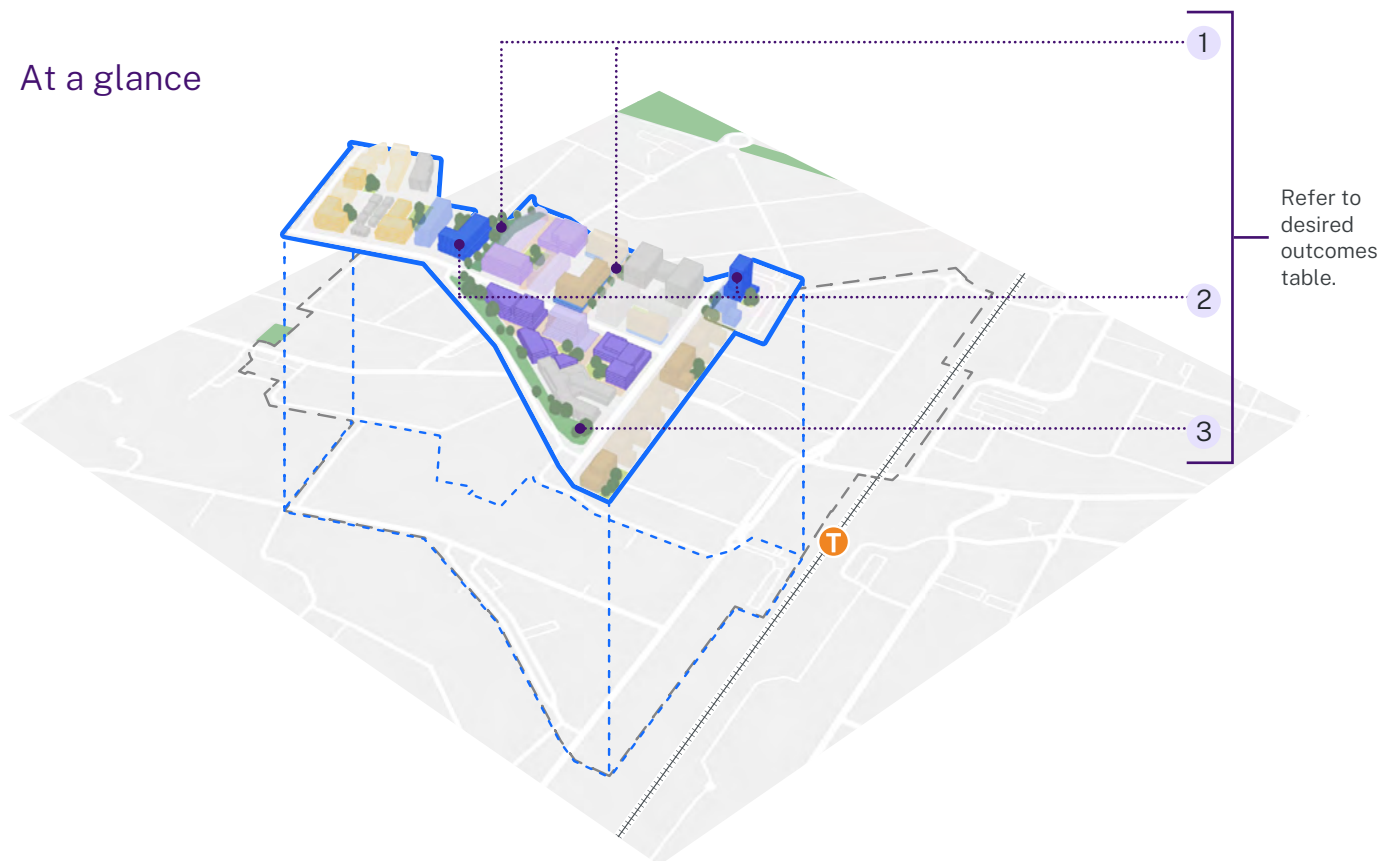 At a glance
1
Refer to
desired
outcomes
table.
2
3
T